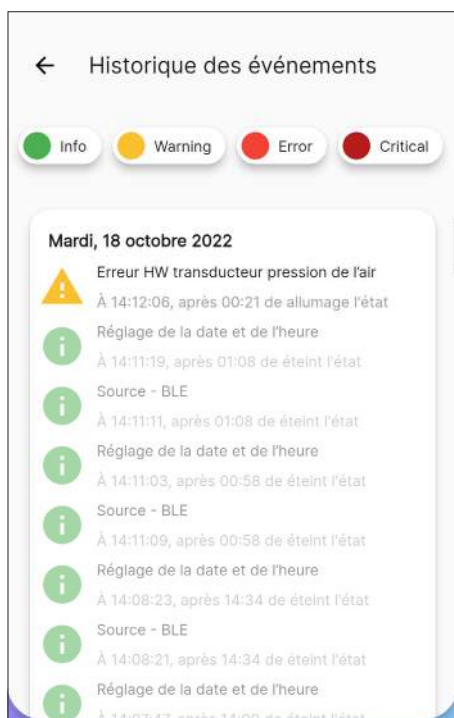 Historique des événements
Info Warning Error Critical
Mardi, 18 octobre 2022
Erreur HW transducteur pression de l'air
À 14:12:06, après 00:21 de allumage l'état
Réglage de la date et de l'heure
À 14:11:19, après 01:08 de éteint l'état
Source - BLE
À 14:11:11, après 01:08 de éteint l'état
Réglage de la date et de l'heure
À 14:11:03, après 00:58 de éteint l'état
Source - BLE
À 14:11:09, après 00:58 de éteint l'état
Réglage de la date et de l'heure
À 14:08:23, après 14:34 de éteint l'état
Source - BLE
À 14:08:21, après 14:34 de éteint l'état
Réglage de la date et de l'heure